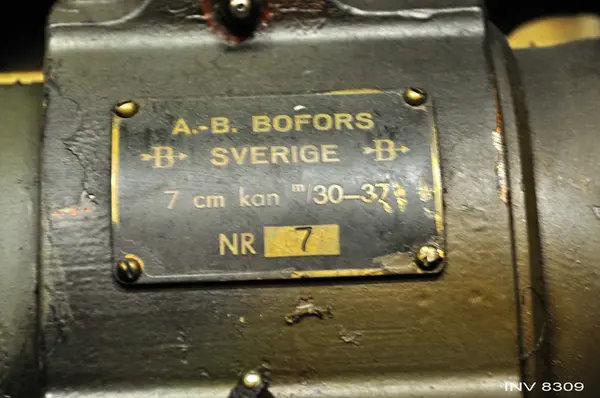 A.-B. BOFORS
B SVERIGE B
7 cm kan m/30-37
NR 7
INV 8309